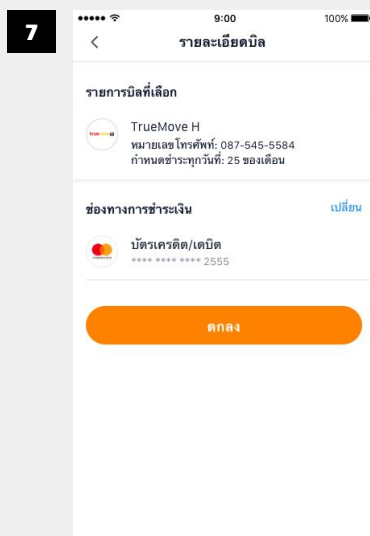 7
9:00
100%
รายละเอียดบิล
รายการบิลที่เลือก
TrueMove H
หมายเลขโทรศัพท์: 087-545-5584
กำหนดชำระทุกวันที่: 25 ของเดือน
ช่องทางการชำระเงิน
เปลี่ยน
บัตรเครดิต/เดบิต
**** **** **** 2555
ตกลง